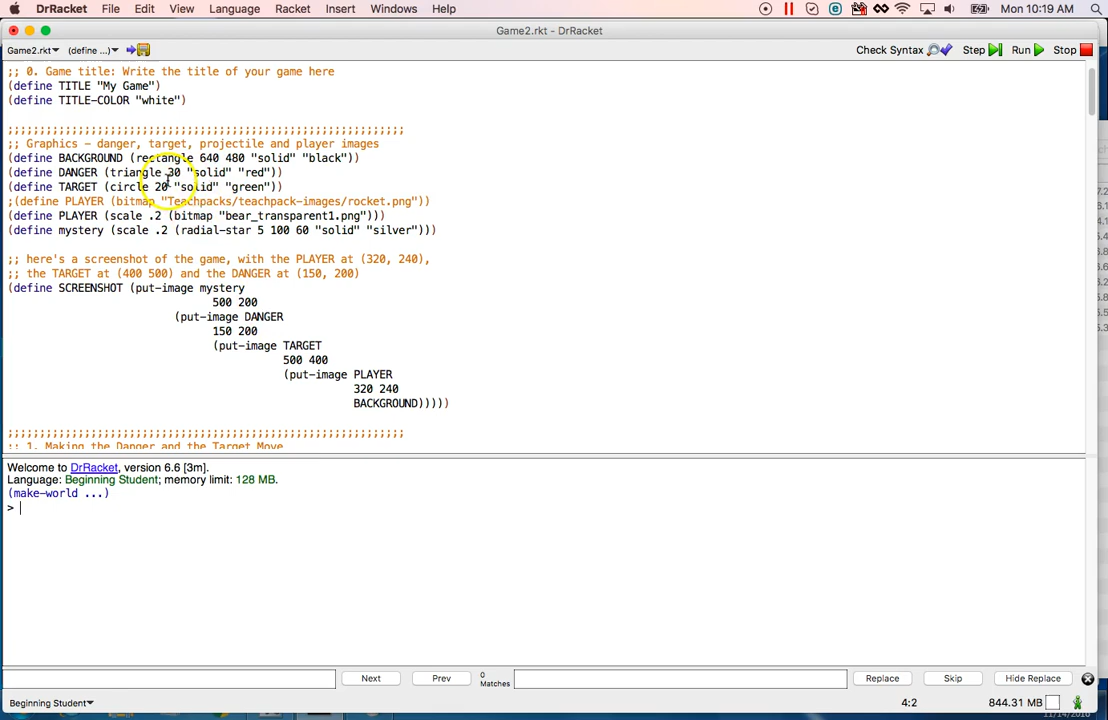 DrRacket File Edit View Language Racket Insert Windows Help Mon 10:19 AM
Game2.rkt - DrRacket
Game2.rkt (define ...) Check Syntax Step Run Stop
;; 0. Game title: Write the title of your game here
(define TITLE "My Game")
(define TITLE-COLOR "white")
;;;;;;;;;;;;;;;;;;;;;;;;;;;;;;;;;;;;;;;;;;;;;;;;;;;;;;;;;;;;;
;; Graphics - danger, target, projectile and player images
(define BACKGROUND (rectangle 640 480 "solid" "black"))
(define DANGER (triangle 30 "solid" "red"))
(define TARGET (circle 20 "solid" "green"))
;(define PLAYER (bitmap "Teachpacks/teachpack-images/rocket.png"))
(define PLAYER (scale .2 (bitmap "bear_transparent1.png")))
(define mystery (scale .2 (radial-star 5 100 60 "solid" "silver")))
;; here's a screenshot of the game, with the PLAYER at (320, 240),
;; the TARGET at (400 500) and the DANGER at (150, 200)
(define SCREENSHOT (put-image mystery
500 200
(put-image DANGER
150 200
(put-image TARGET
500 400
(put-image PLAYER
320 240
BACKGROUND)))))
;;;;;;;;;;;;;;;;;;;;;;;;;;;;;;;;;;;;;;;;;;;;;;;;;;;;;;;;;;;;;
;; 1. Making the Danger and the Target Move
Welcome to DrRacket, version 6.6 [3m].
Language: Beginning Student; memory limit: 128 MB.
(make-world ...)
>
Next Prev 0 Matches Replace Skip Hide Replace
Beginning Student 4:2 844.31 MB